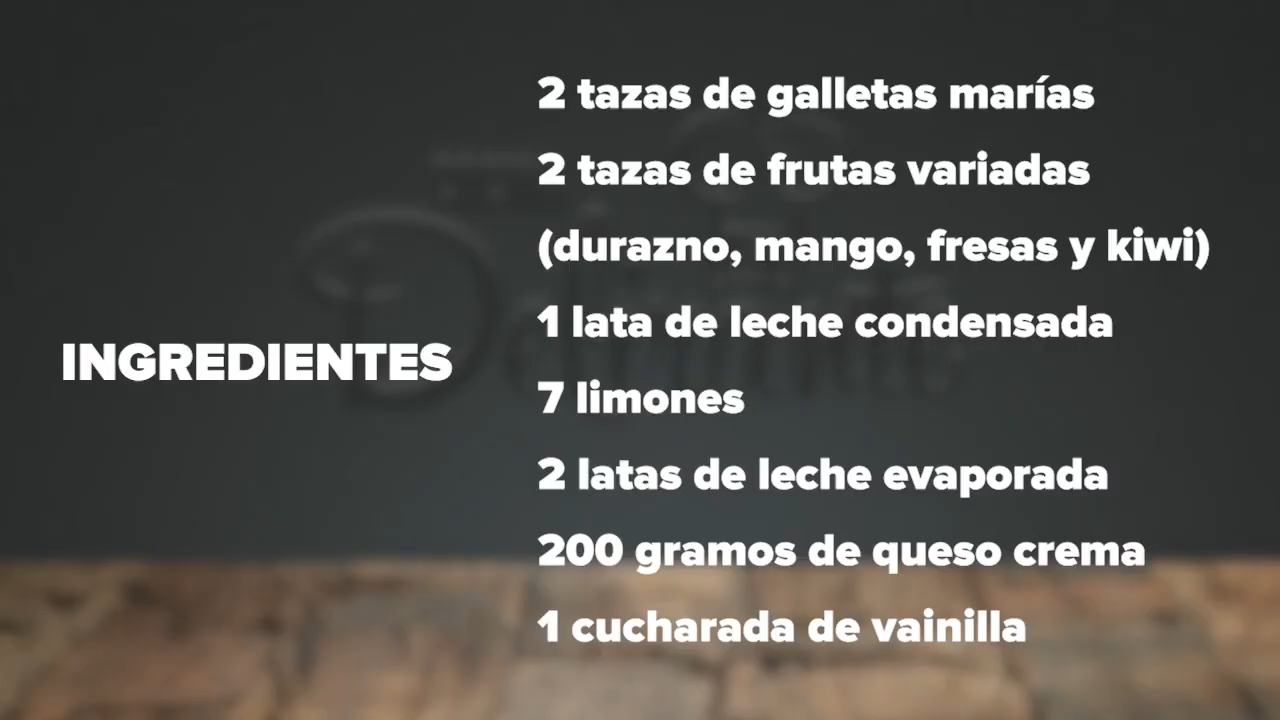 INGREDIENTES
2 tazas de galletas marías
2 tazas de frutas variadas
(durazno, mango, fresas y kiwi)
1 lata de leche condensada
7 limones
2 latas de leche evaporada
200 gramos de queso crema
1 cucharada de vainilla